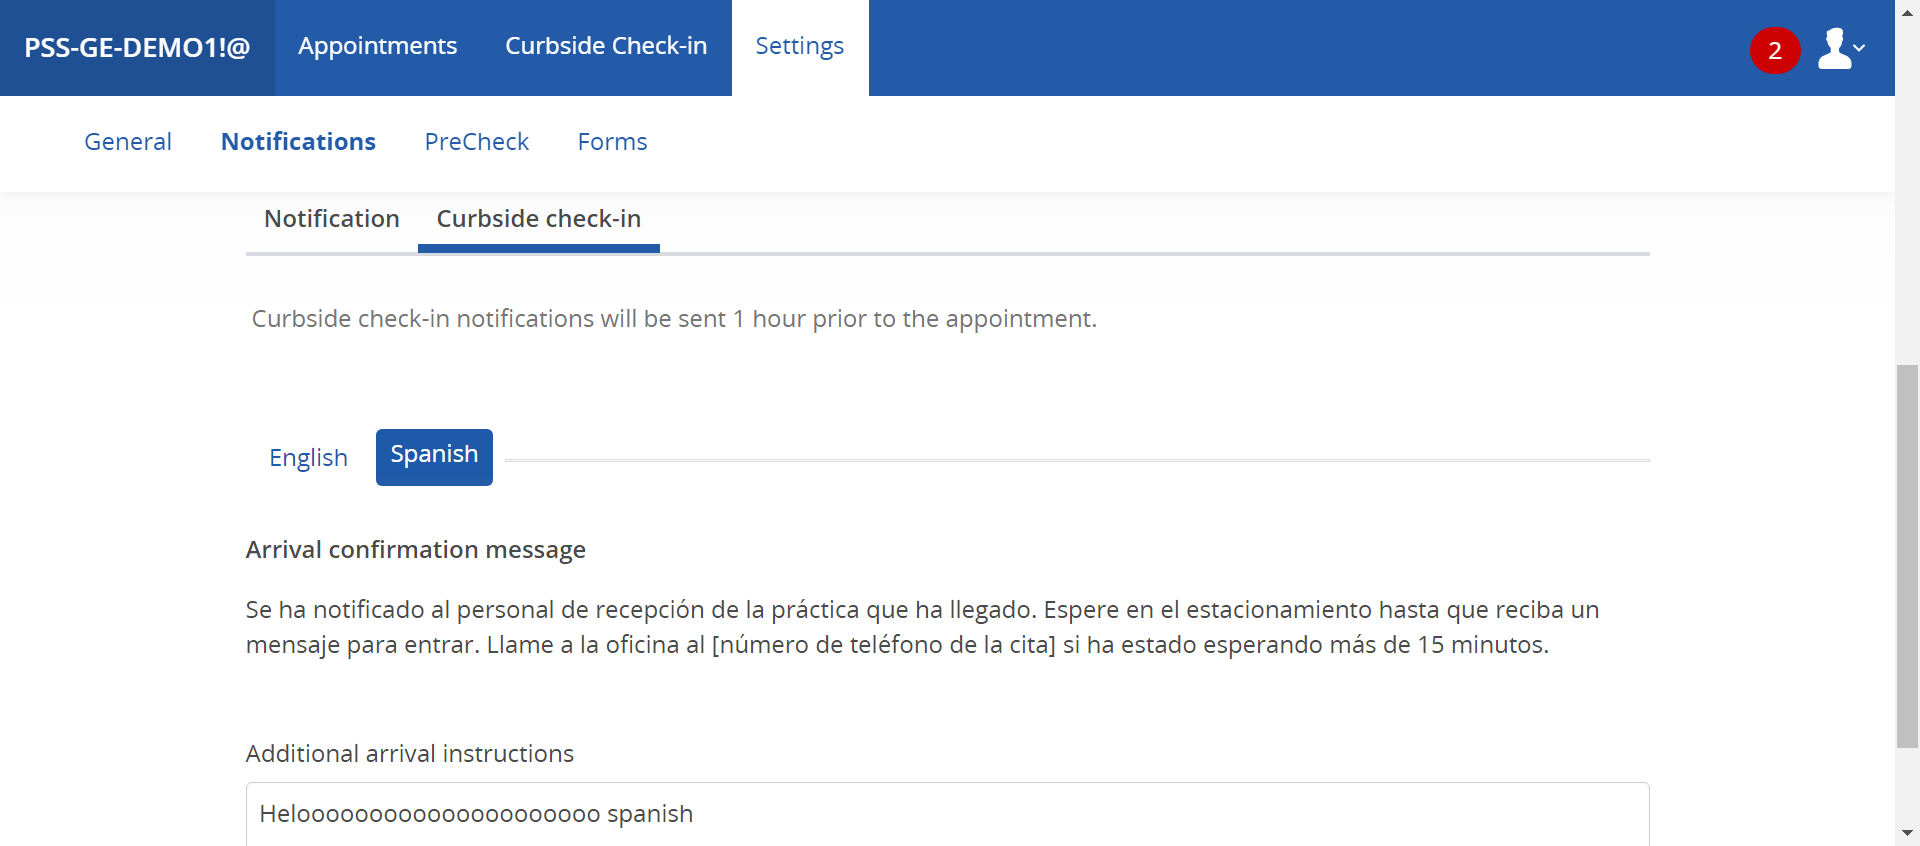 PSS-GE-DEMO1!@ Appointments Curbside Check-in Settings 2
General Notifications PreCheck Forms
Notification Curbside check-in
Curbside check-in notifications will be sent 1 hour prior to the appointment.
English Spanish
Arrival confirmation message
Se ha notificado al personal de recepción de la práctica que ha llegado. Espere en el estacionamiento hasta que reciba un
mensaje para entrar. Llame a la oficina al [número de teléfono de la cita] si ha estado esperando más de 15 minutos.
Additional arrival instructions
Helooooooooooooooooooooo spanish